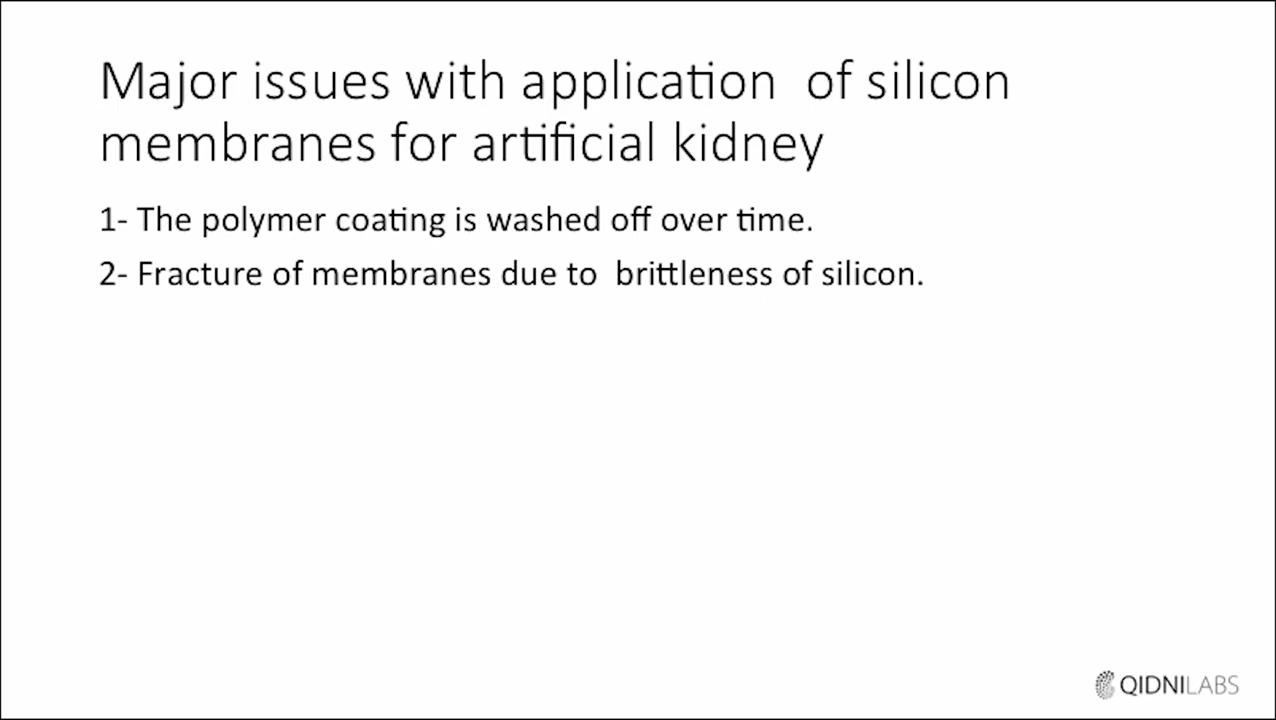 Major issues with application  of silicon
membranes for artificial kidney
1- The polymer coating is washed off over time.
2- Fracture of membranes due to  brittleness of silicon.
QIDNILABS